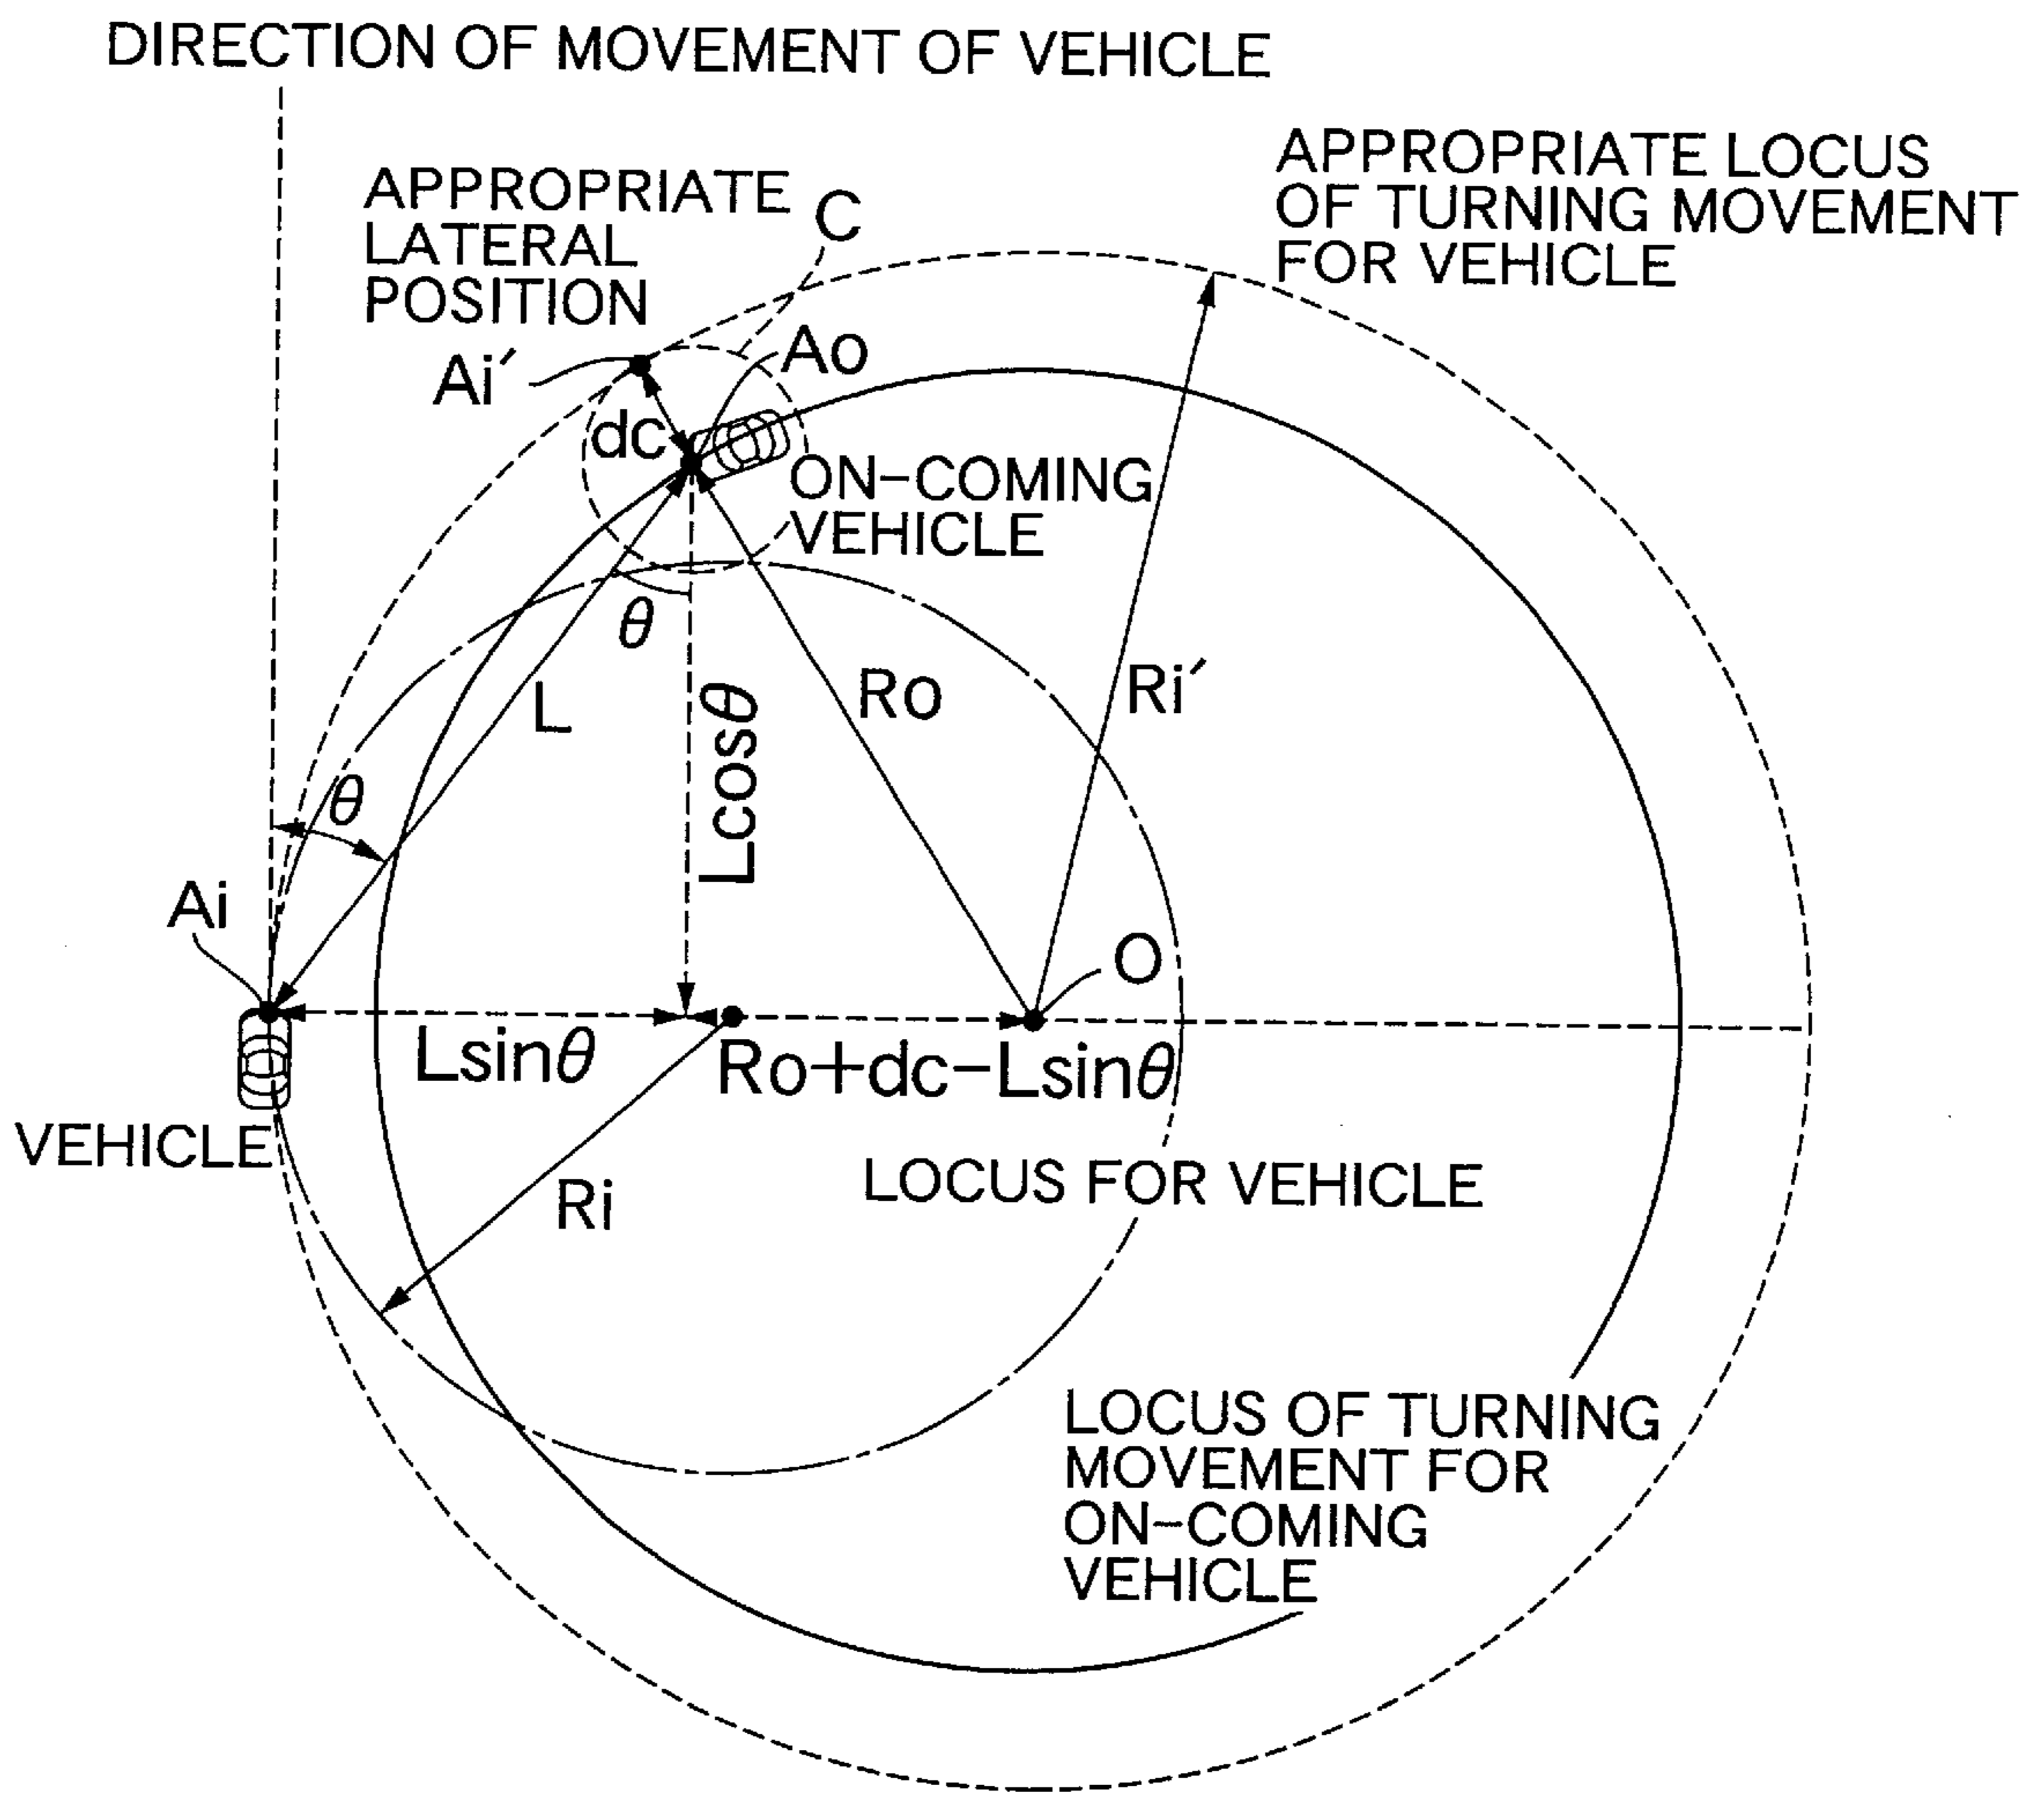 DIRECTION OF MOVEMENT OF VEHICLE
APPROPRIATE LOCUS
OF TURNING MOVEMENT
FOR VEHICLE
APPROPRIATE
LATERAL
POSITION
C
Ai′
Ao
dc
ON-COMING
VEHICLE
θ
L
Lcosθ
Ro
Ri′
θ
Ai
O
Lsinθ
Ro+dc-Lsinθ
VEHICLE
LOCUS FOR VEHICLE
Ri
LOCUS OF TURNING
MOVEMENT FOR
ON-COMING
VEHICLE